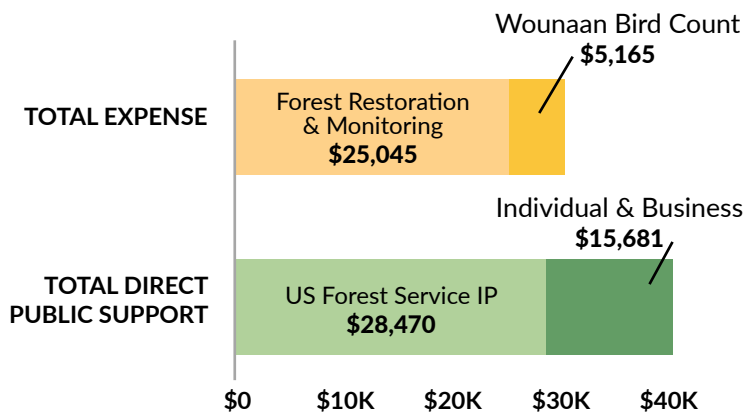 Wounaan Bird Count
$5,165
TOTAL EXPENSE
Forest Restoration
& Monitoring
$25,045
Individual & Business
$15,681
TOTAL DIRECT
PUBLIC SUPPORT
US Forest Service IP
$28,470
$0 $10K $20K $30K $40K